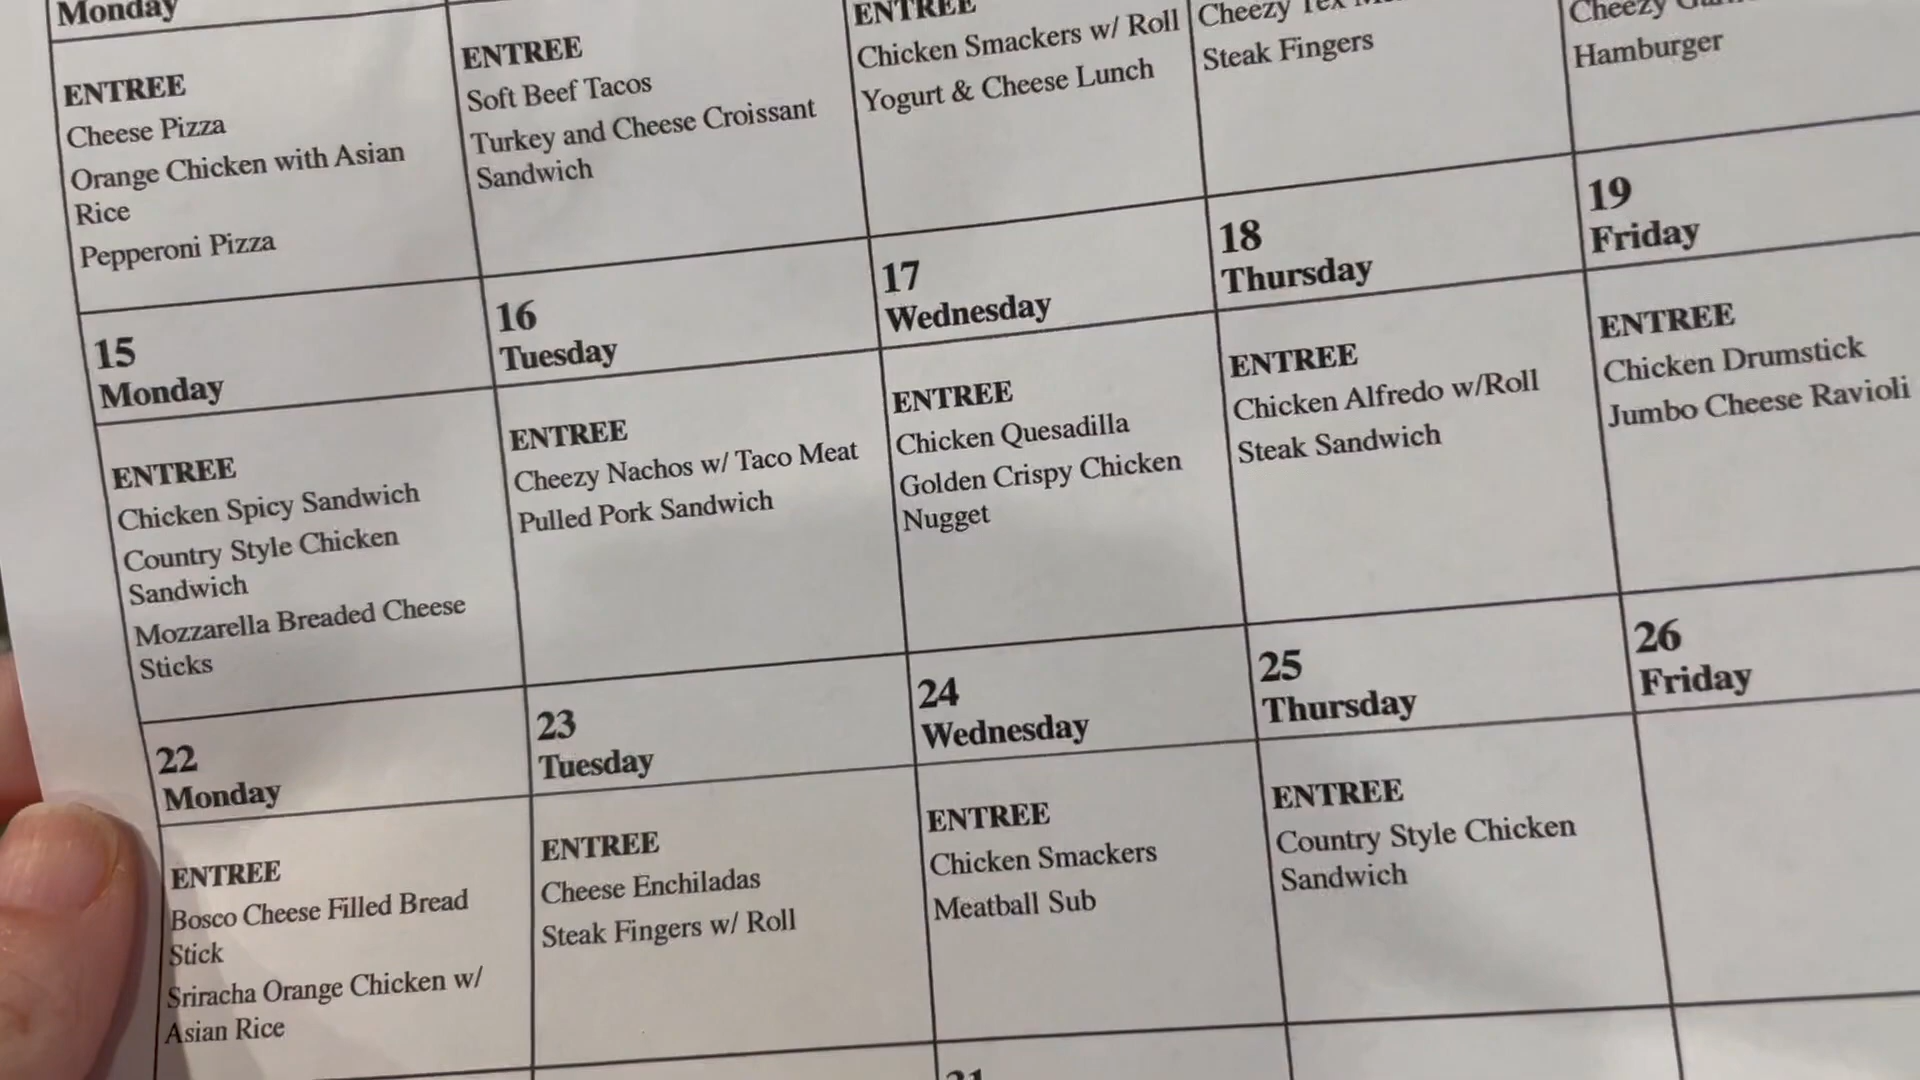 Monday
ENTREE
Cheese Pizza
Orange Chicken with Asian
Rice
Pepperoni Pizza
ENTREE
Soft Beef Tacos
Turkey and Cheese Croissant
Sandwich
ENTREE
Chicken Smackers w/ Roll
Yogurt & Cheese Lunch
Cheezy Tex
Steak Fingers
Cheezy
Hamburger
15
Monday
16
Tuesday
17
Wednesday
18
Thursday
19
Friday
ENTREE
Chicken Spicy Sandwich
Country Style Chicken
Sandwich
Mozzarella Breaded Cheese
Sticks
ENTREE
Cheezy Nachos w/ Taco Meat
Pulled Pork Sandwich
ENTREE
Chicken Quesadilla
Golden Crispy Chicken
Nugget
ENTREE
Chicken Alfredo w/Roll
Steak Sandwich
ENTREE
Chicken Drumstick
Jumbo Cheese Ravioli
22
Monday
23
Tuesday
24
Wednesday
25
Thursday
26
Friday
ENTREE
Bosco Cheese Filled Bread
Stick
Sriracha Orange Chicken w/
Asian Rice
ENTREE
Cheese Enchiladas
Steak Fingers w/ Roll
ENTREE
Chicken Smackers
Meatball Sub
ENTREE
Country Style Chicken
Sandwich